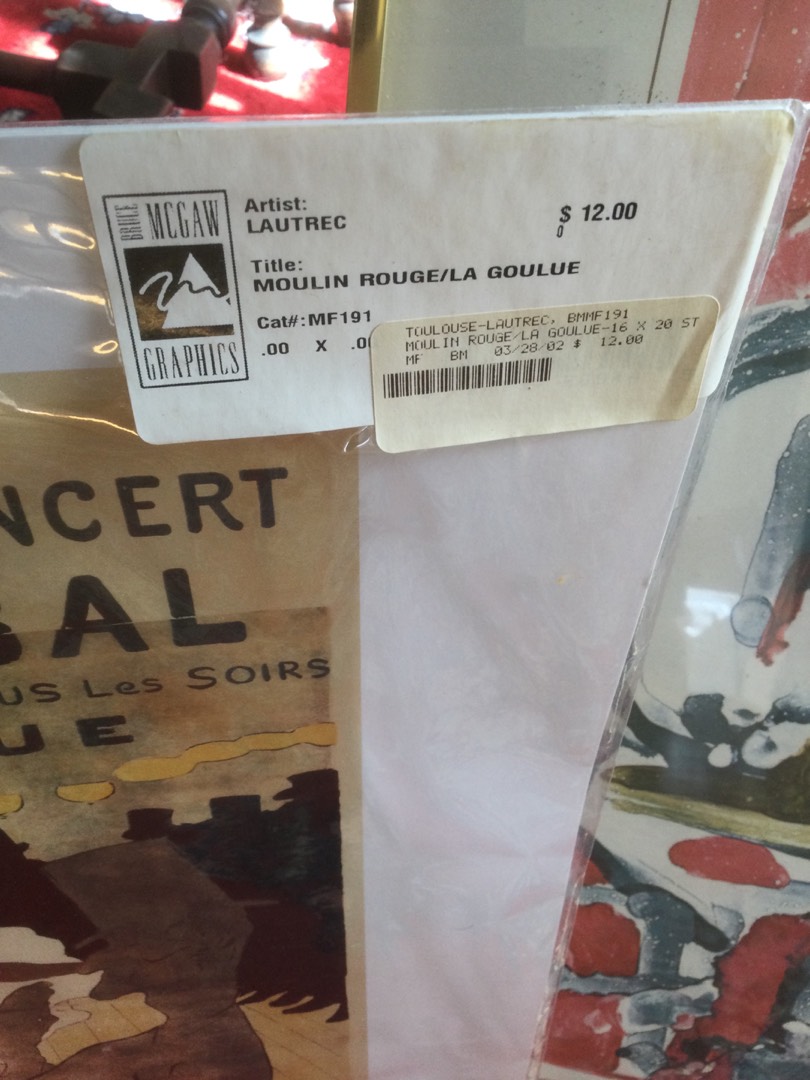 BRUCE MCGAW
GRAPHICS
Artist:
LAUTREC
$ 12.00
0
Title:
MOULIN ROUGE/LA GOULUE
Cat#:MF191
.00 X .00
TOULOUSE-LAUTREC, BMMF191
MOULIN ROUGE/LA GOULUE-16 X 20 ST
MF BM 03/28/02 $ 12.00
NCERT
BAL
US Les SOIRS
UE